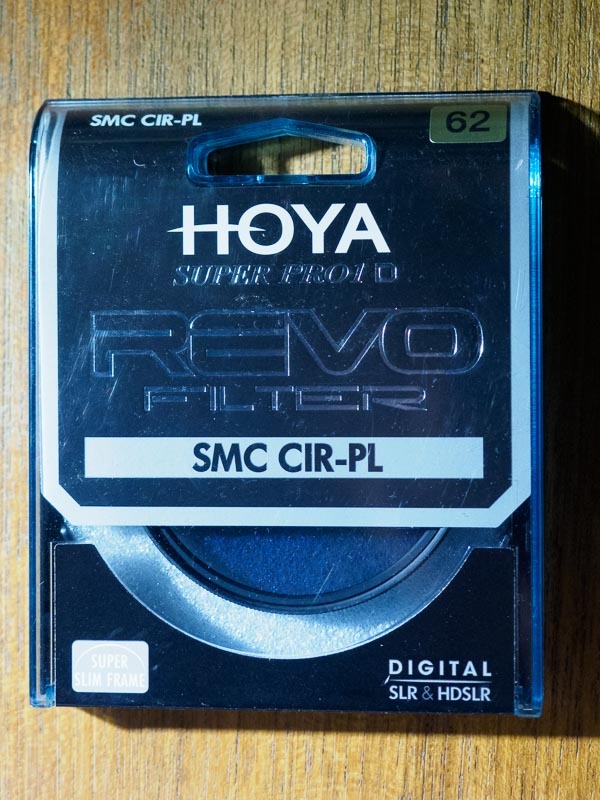 SMC CIR-PL
62
HOYA
SUPER PRO1 D
REVO
FILTER
SMC CIR-PL
SUPER
SLIM FRAME
DIGITAL
SLR & HDSLR